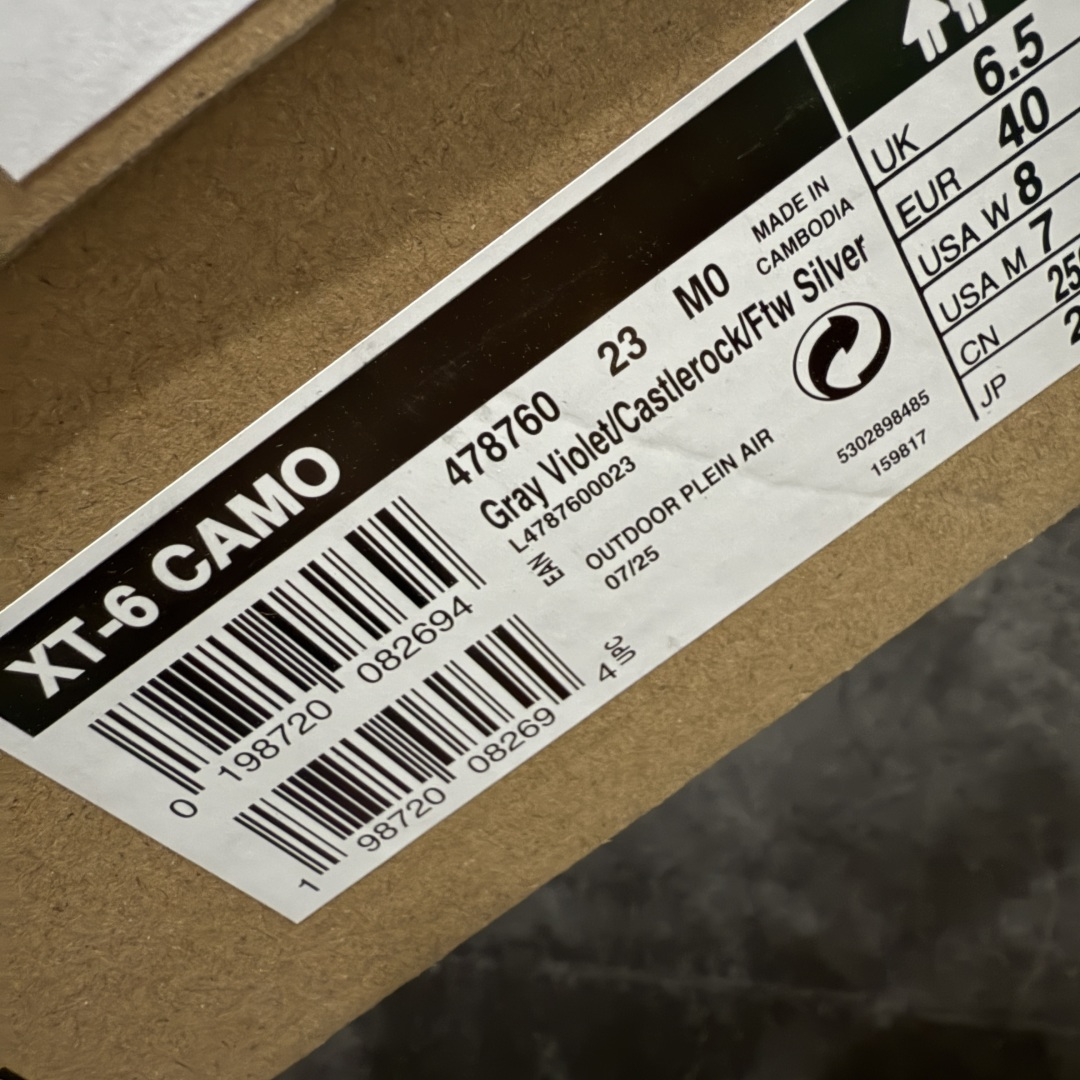 XT-6 CAMO
478760 23 M0
MADE IN
CAMBODIA
Gray Violet/Castlerock/Ftw Silver
L4787600023
EAN
OUTDOOR PLEIN AIR
07/25
5302898485
159817
0 198720 082694
1 98720 08269 4
UPC
UK 6.5
EUR 40
USA W 8
USA M 7
CN
JP